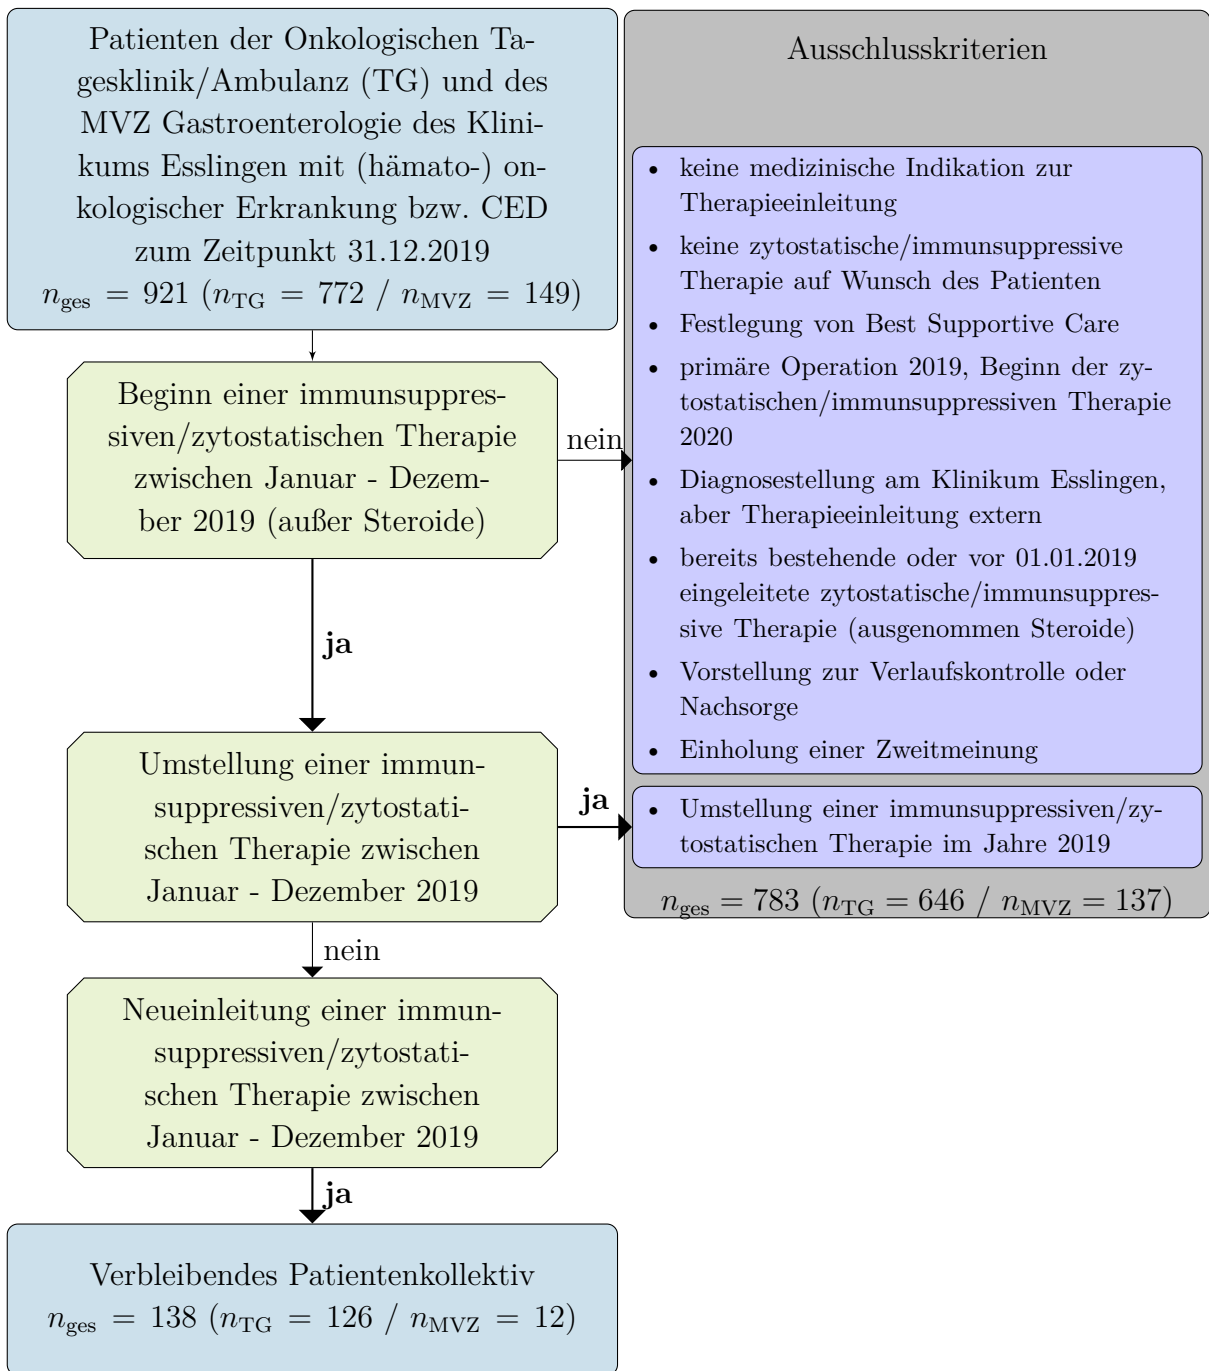 Patienten der Onkologischen Ta-
gesklinik/Ambulanz (TG) und des
MVZ Gastroenterologie des Klini-
kums Esslingen mit (hämato-) on-
kologischer Erkrankung bzw. CED
zum Zeitpunkt 31.12.2019
n_ges = 921 (n_TG = 772 / n_MVZ = 149)
Beginn einer immunsuppres-
siven/zytostatischen Therapie
zwischen Januar - Dezem-
ber 2019 (außer Steroide)
nein
ja
Umstellung einer immun-
suppressiven/zytostati-
schen Therapie zwischen
Januar - Dezember 2019
ja
nein
Neueinleitung einer immun-
suppressiven/zytostati-
schen Therapie zwischen
Januar - Dezember 2019
ja
Verbleibendes Patientenkollektiv
n_ges = 138 (n_TG = 126 / n_MVZ = 12)
Ausschlusskriterien
• keine medizinische Indikation zur
Therapieeinleitung
• keine zytostatische/immunsuppressive
Therapie auf Wunsch des Patienten
• Festlegung von Best Supportive Care
• primäre Operation 2019, Beginn der zy-
tostatischen/immunsuppressiven Therapie
2020
• Diagnosestellung am Klinikum Esslingen,
aber Therapieeinleitung extern
• bereits bestehende oder vor 01.01.2019
eingeleitete zytostatische/immunsuppres-
sive Therapie (ausgenommen Steroide)
• Vorstellung zur Verlaufskontrolle oder
Nachsorge
• Einholung einer Zweitmeinung
• Umstellung einer immunsuppressiven/zy-
tostatischen Therapie im Jahre 2019
n_ges = 783 (n_TG = 646 / n_MVZ = 137)